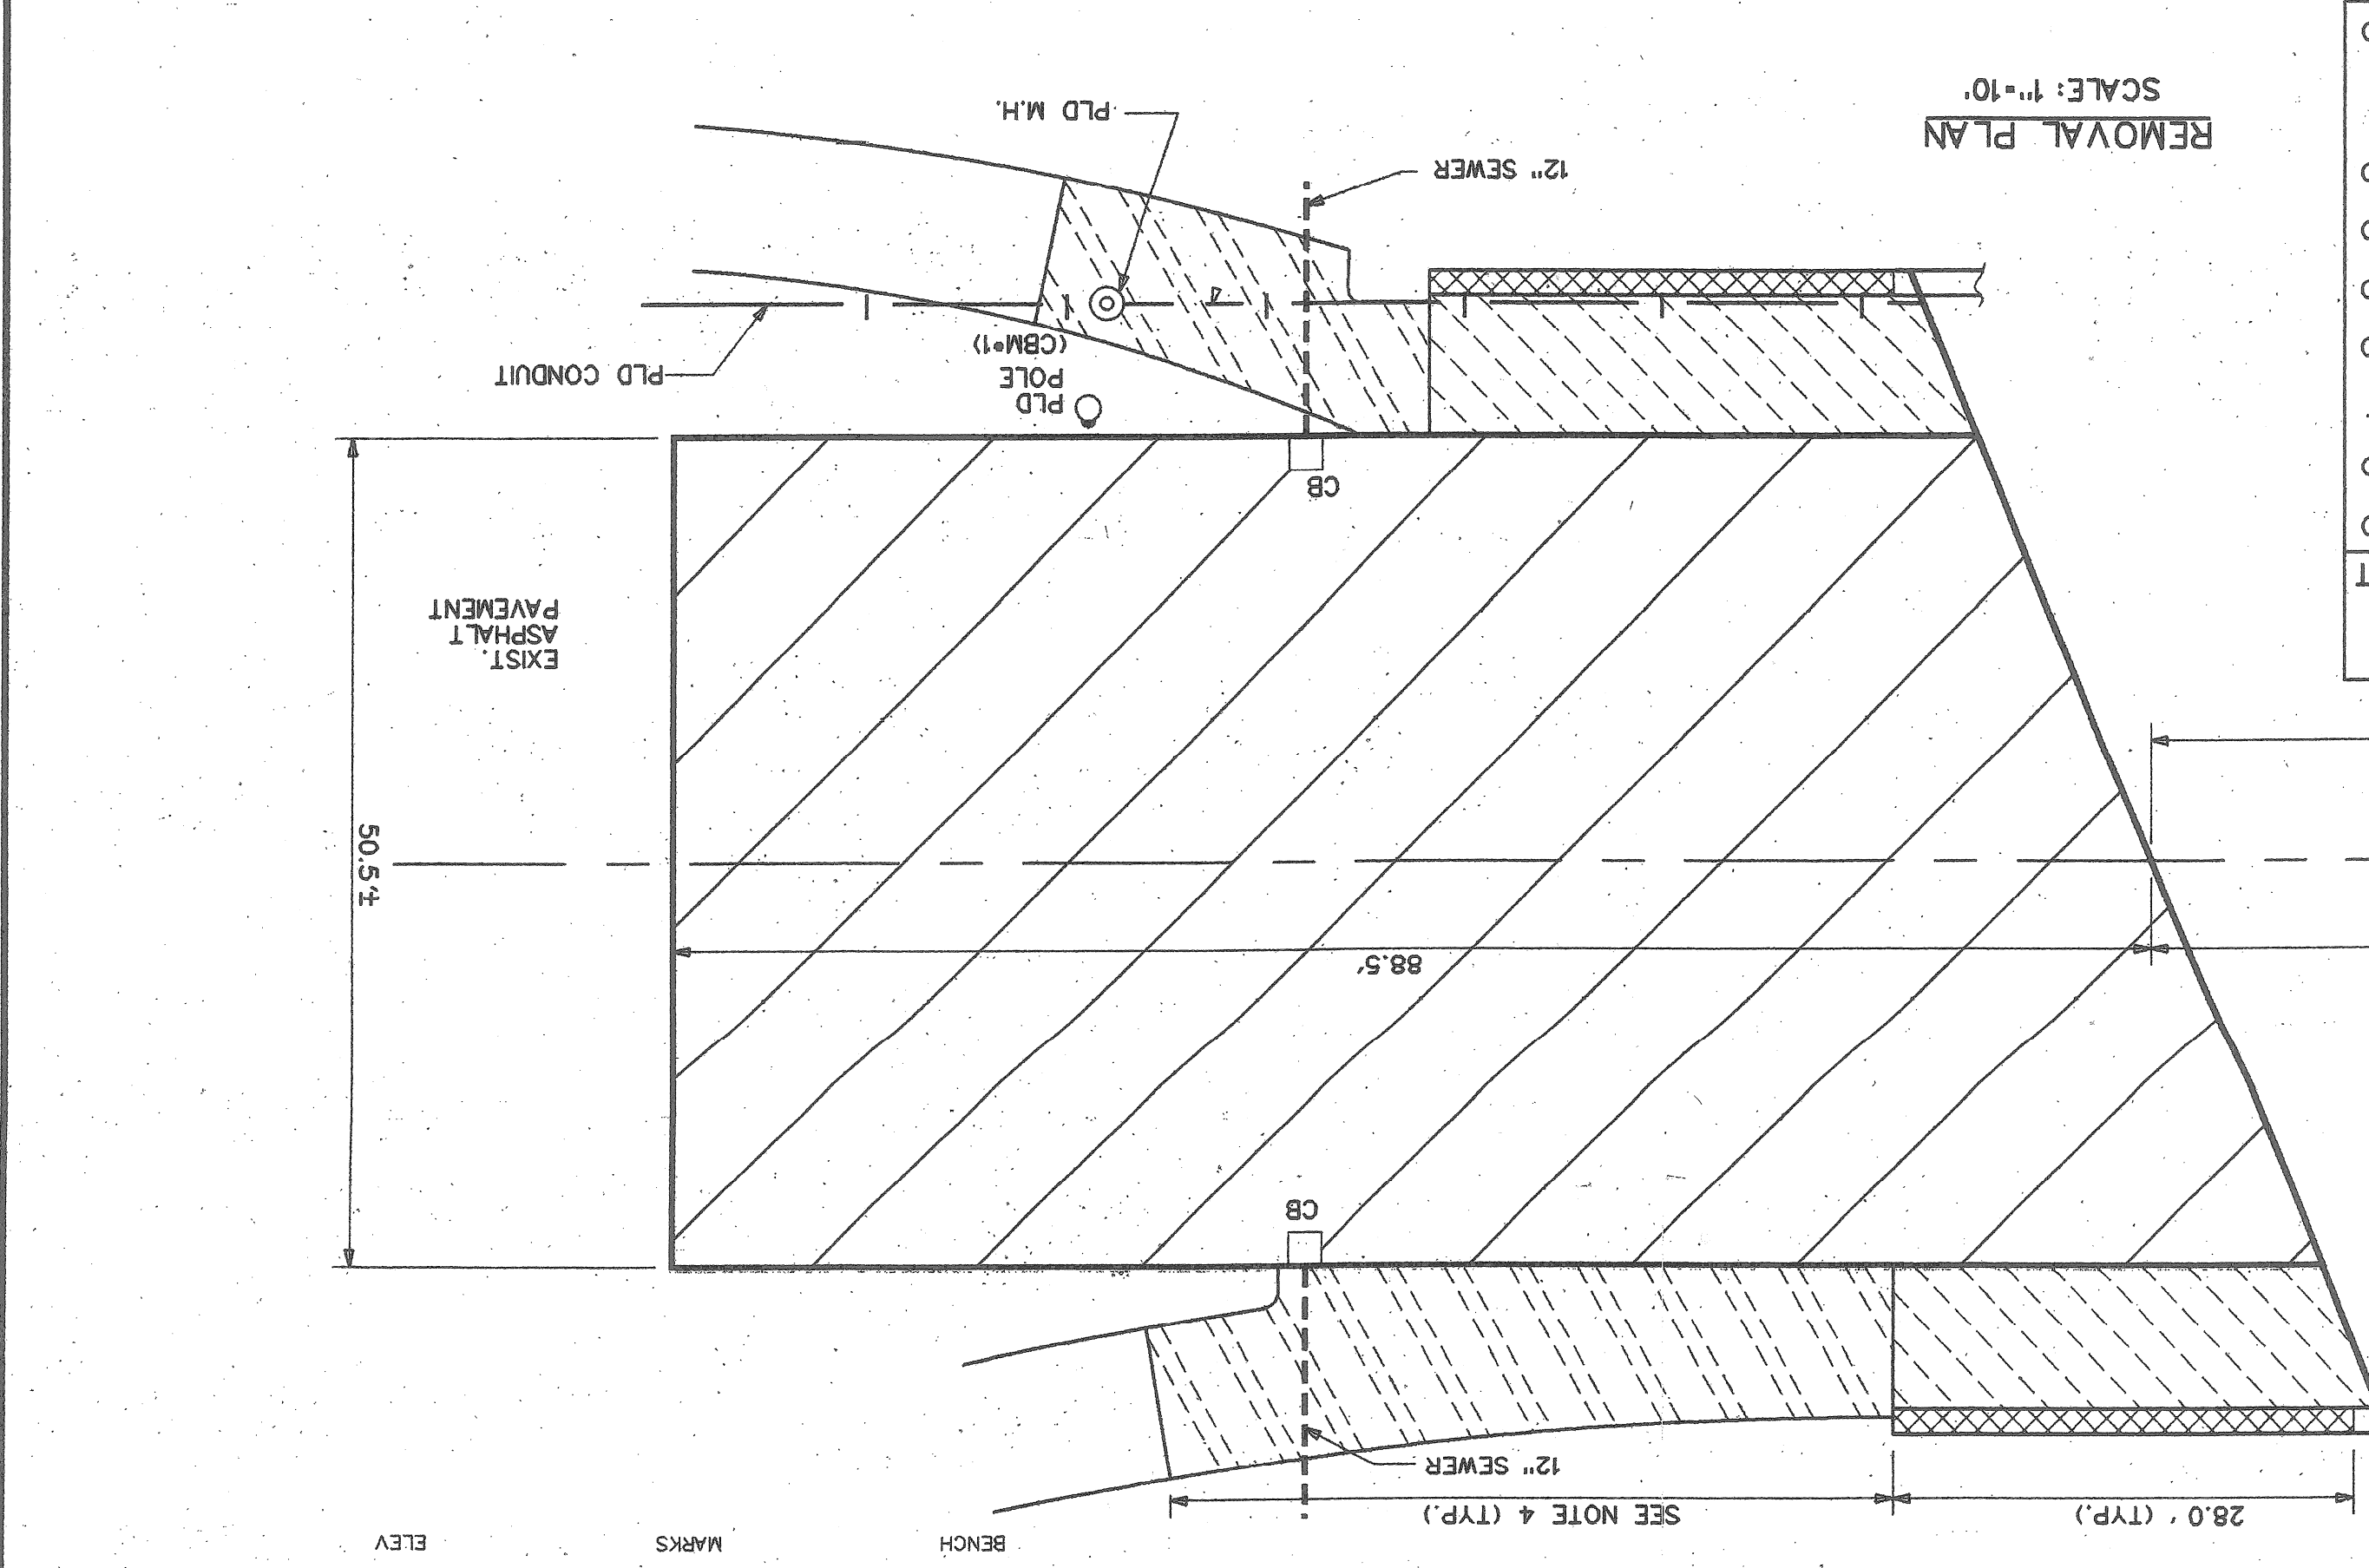 28.0' (TYP.)
SEE NOTE 4 (TYP.)
BENCH
MARKS
ELEV
12" SEWER
CB
88.5'
50.5'±
EXIST.
ASPHALT
PAVEMENT
CB
PLD
POLE
(CBM•1)
PLD CONDUIT
12" SEWER
PLD M.H.
REMOVAL PLAN
SCALE: 1"=10'